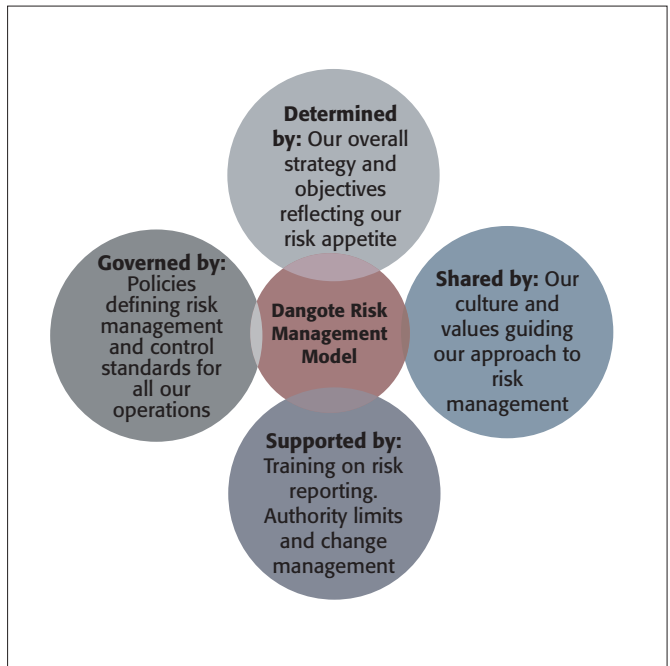 Determined
by: Our overall
strategy and
objectives
reflecting our
risk appetite
Governed by:
Policies
defining risk
management
and control
standards for
all our
operations
Dangote Risk
Management
Model
Shared by: Our
culture and
values guiding
our approach to
risk
management
Supported by:
Training on risk
reporting.
Authority limits
and change
management